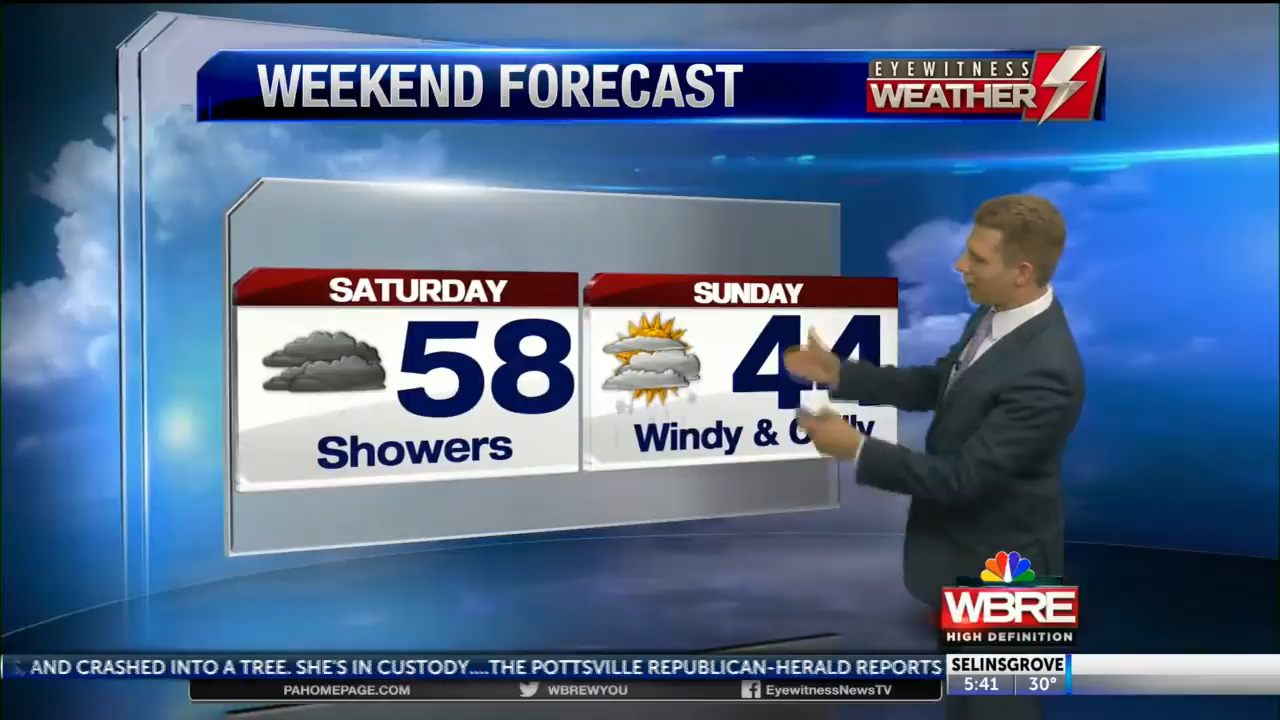 WEEKEND FORECAST
EYEWITNESS
WEATHER
SATURDAY
58
Showers
SUNDAY
44
Windy &
WBRE
HIGH DEFINITION
, AND CRASHED INTO A TREE. SHE'S IN CUSTODY....THE POTTSVILLE REPUBLICAN-HERALD REPORTS
SELINSGROVE
5:41 30°
PAHOMEPAGE.COM WBREWYOU EyewitnessNewsTV